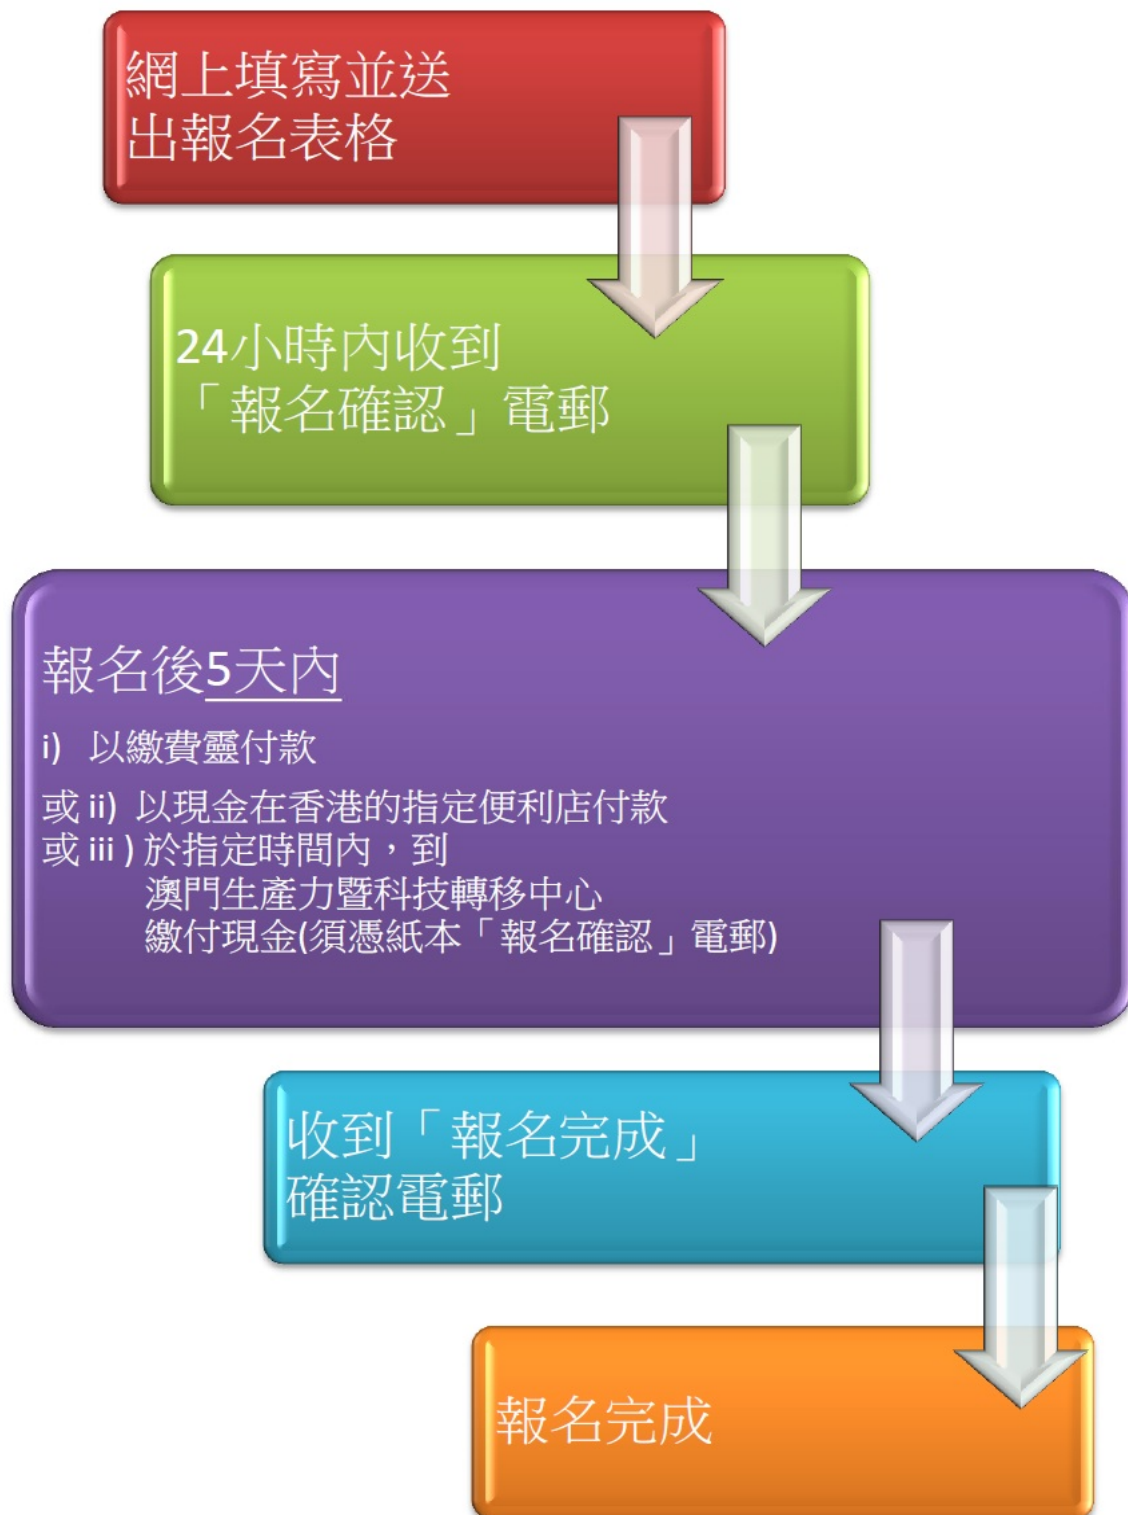 網上填寫並送
出報名表格
24小時內收到
「報名確認」電郵
報名後5天內
i) 以繳費靈付款
或 ii) 以現金在香港的指定便利店付款
或 iii ) 於指定時間內，到
澳門生產力暨科技轉移中心
繳付現金(須憑紙本「報名確認」電郵)
收到「報名完成」
確認電郵
報名完成